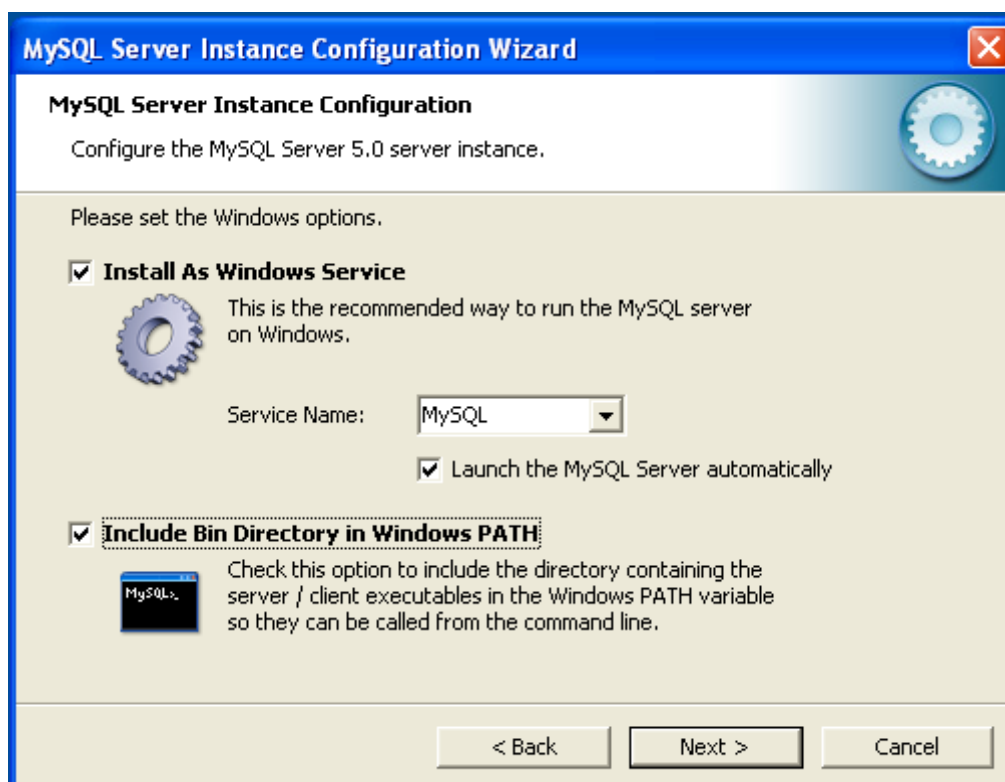 MySQL Server Instance Configuration Wizard
MySQL Server Instance Configuration
Configure the MySQL Server 5.0 server instance.
Please set the Windows options.
Install As Windows Service
This is the recommended way to run the MySQL server
on Windows.
Service Name: MySQL
Launch the MySQL Server automatically
Include Bin Directory in Windows PATH
Check this option to include the directory containing the
server / client executables in the Windows PATH variable
so they can be called from the command line.
MySQL>_
< Back Next > Cancel